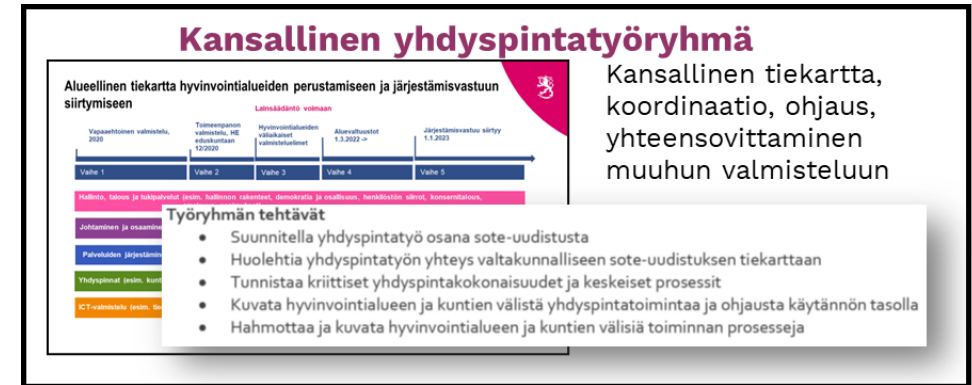 Kansallinen yhdyspintatyöryhmä
Alueellinen tiekartta hyvinvointialueiden perustamiseen ja järjestämisvastuun
siirtymiseen
Lainsäädäntö voimaan
Vapaaehtoinen valmistelu,
2020
Toimeenpanon
valmistelu, HE
eduskuntaan
12/2020
Hyvinvointialueiden
väliaikaiset
valmisteluelimet
Aluevaltuustot
1.3.2022 ->
Järjestämisvastuu siirtyy
1.1.2023
Vaihe 1
Vaihe 2
Vaihe 3
Vaihe 4
Vaihe 5
Hallinto, talous ja tukipalvelut (esim. hallinnon rakenteet, demokratia ja osallisuus, henkilöstön siirrot, konsernitalous,
Johtaminen ja osaamine
Palveluiden järjestämin
Yhdyspinnat (esim. kunt
ICT-valmistelu (esim. tie
Kansallinen tiekartta,
koordinaatio, ohjaus,
yhteensovittaminen
muuhun valmisteluun
Työryhmän tehtävät
• Suunnitella yhdyspintatyö osana sote-uudistusta
• Huolehtia yhdyspintatyön yhteys valtakunnalliseen sote-uudistuksen tiekarttaan
• Tunnistaa kriittiset yhdyspintakokonaisuudet ja keskeiset prosessit
• Kuvata hyvinvointialueen ja kuntien välistä yhdyspintatoimintaa ja ohjausta käytännön tasolla
• Hahmottaa ja kuvata hyvinvointialueen ja kuntien välisiä toiminnan prosesseja